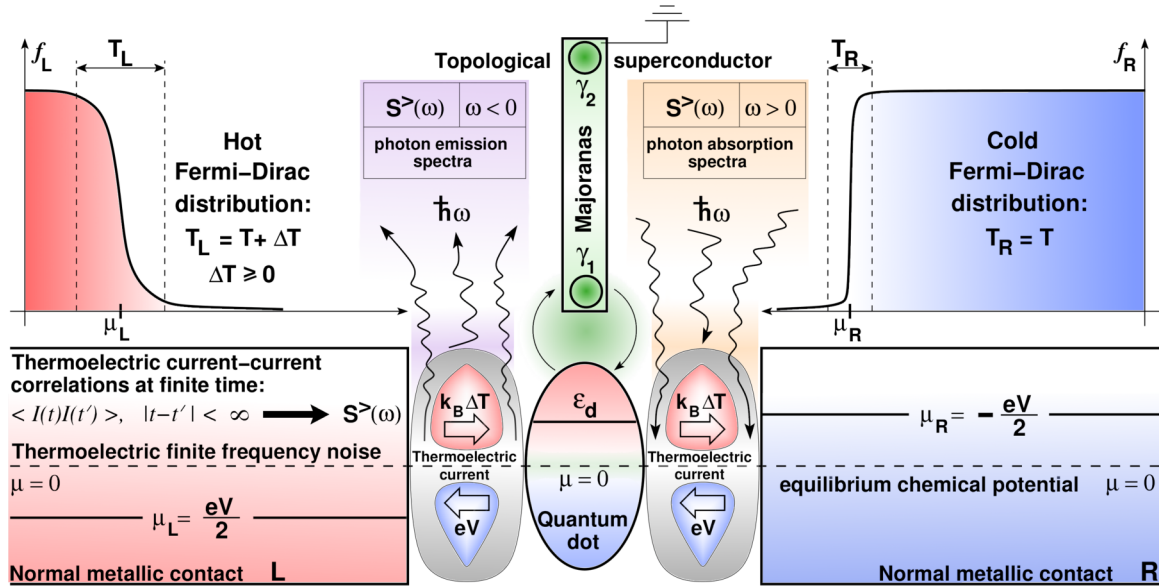 f_L
T_L
Hot
Fermi−Dirac
distribution:
T_L = T+ ΔT
ΔT ⩾ 0
μ_L
Topological superconductor
S^>(ω) ω < 0
photon emission
spectra
ħω
γ_2
Majoranas
γ_1
S^>(ω) ω > 0
photon absorption
spectra
ħω
T_R
f_R
Cold
Fermi−Dirac
distribution:
T_R = T
μ_R
Thermoelectric current−current
correlations at finite time:
< I(t)I(t′) >, |t−t′| < ∞ S^>(ω)
Thermoelectric finite frequency noise
μ = 0
μ_L = eV/2
Normal metallic contact L
k_B ΔT
Thermoelectric
current
eV
ε_d
μ = 0
Quantum
dot
k_B ΔT
Thermoelectric
current
eV
μ_R = − eV/2
equilibrium chemical potential μ = 0
Normal metallic contact R